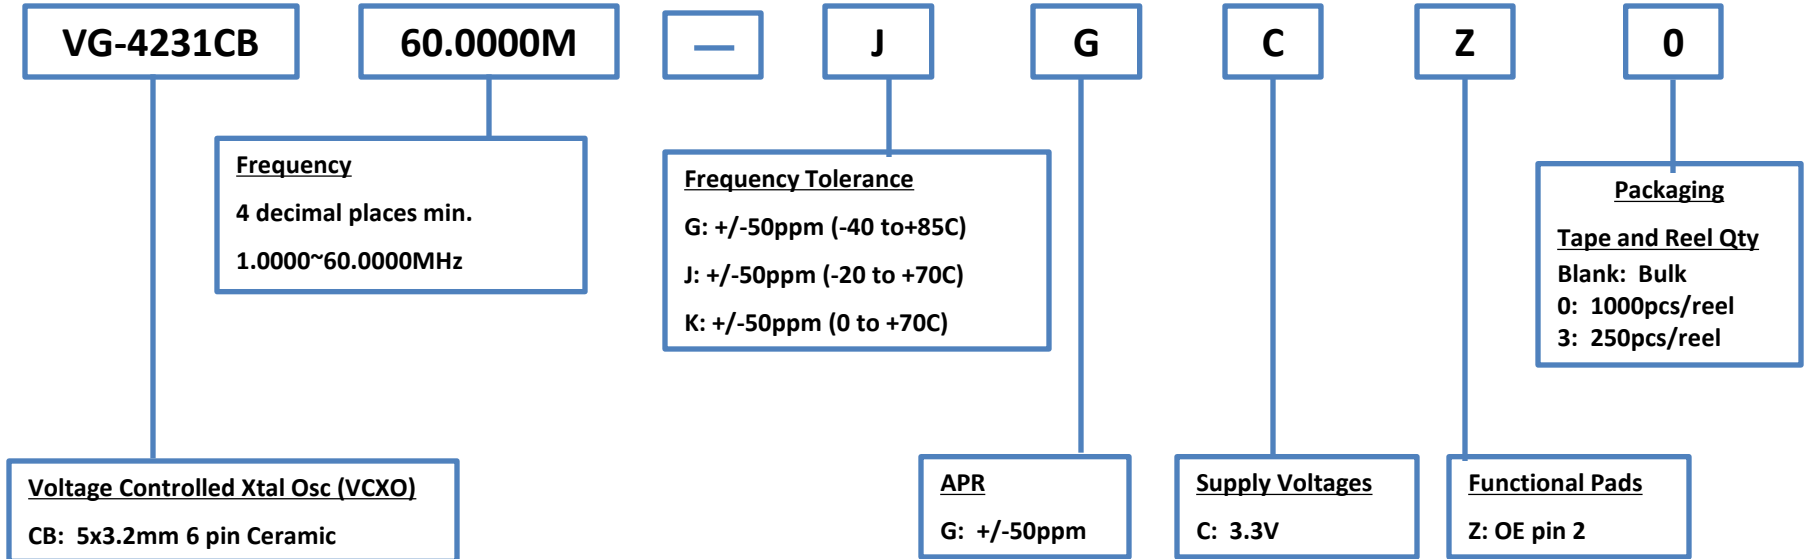 VG-4231CB 60.0000M — J G C Z 0
Frequency
4 decimal places min.
1.0000~60.0000MHz
Frequency Tolerance
G: +/-50ppm (-40 to+85C)
J: +/-50ppm (-20 to +70C)
K: +/-50ppm (0 to +70C)
Packaging
Tape and Reel Qty
Blank: Bulk
0: 1000pcs/reel
3: 250pcs/reel
Voltage Controlled Xtal Osc (VCXO)
CB: 5x3.2mm 6 pin Ceramic
APR
G: +/-50ppm
Supply Voltages
C: 3.3V
Functional Pads
Z: OE pin 2